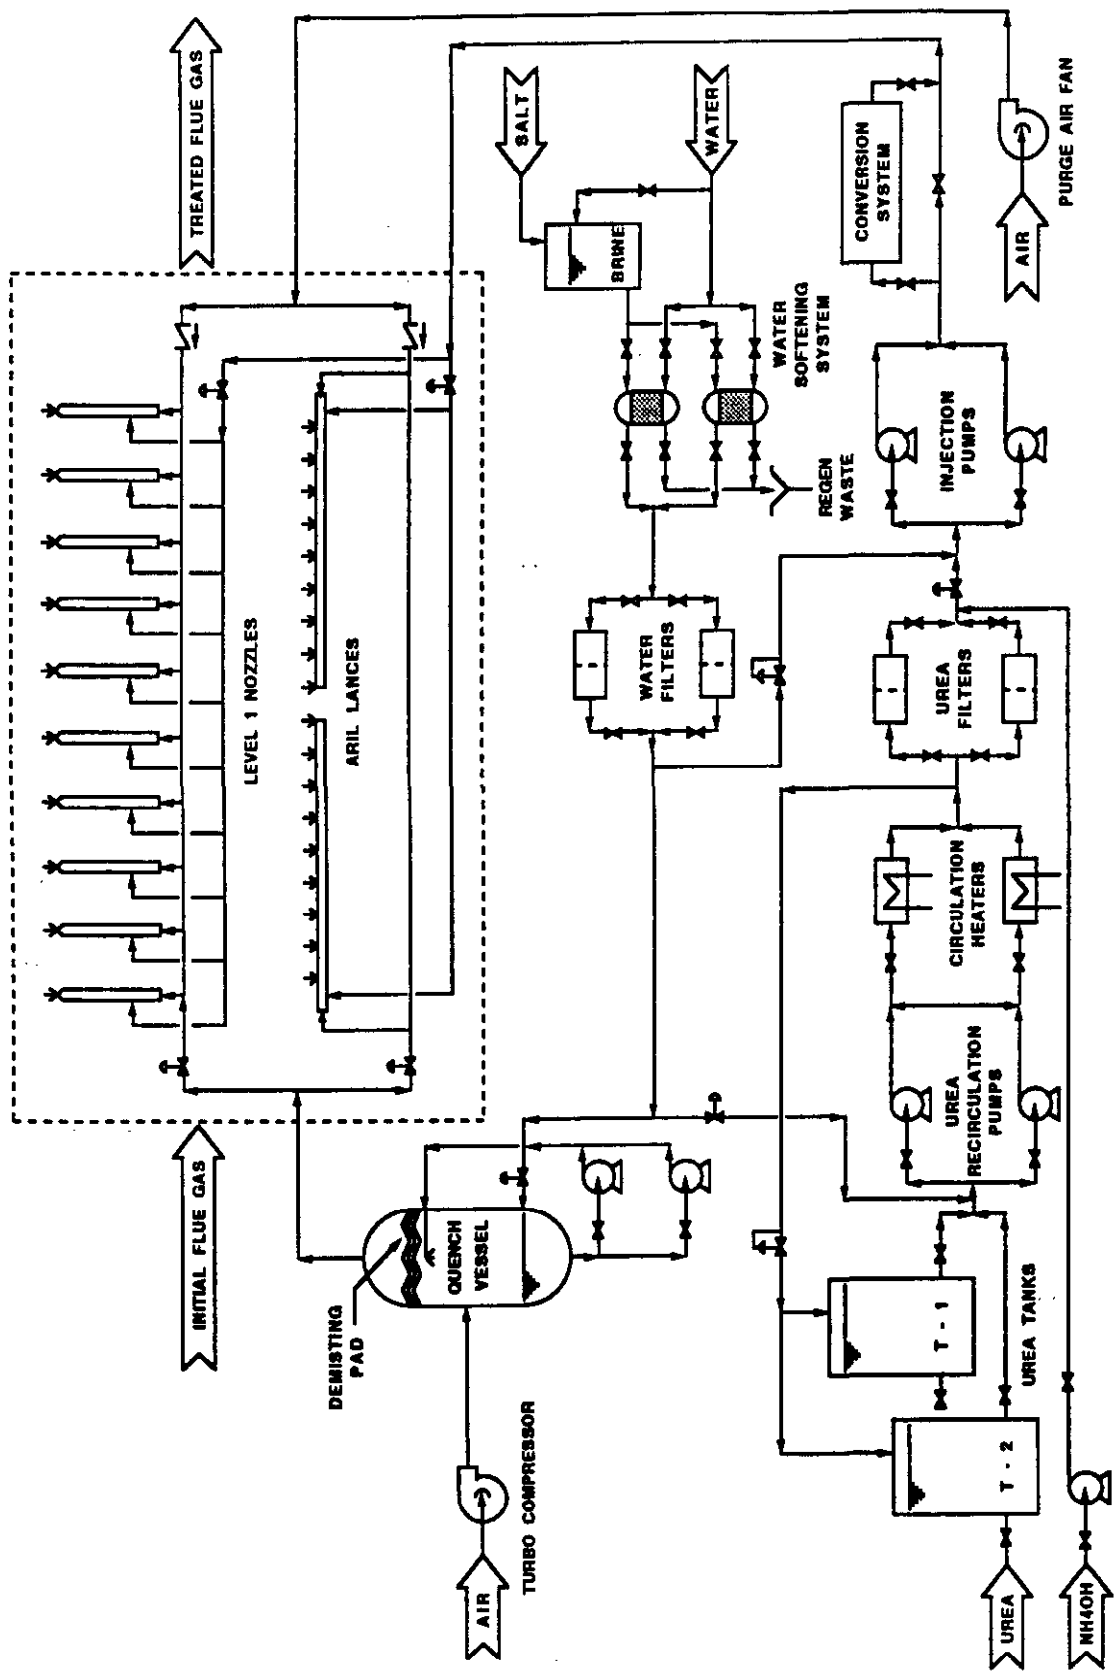 INITIAL FLUE GAS
TREATED FLUE GAS
LEVEL 1 NOZZLES
ARIL LANCES
DEMISTING
PAD
QUENCH
VESSEL
AIR
TURBO COMPRESSOR
SALT
WATER
BRINE
WATER
SOFTENING
SYSTEM
REGEN
WASTE
WATER
FILTERS
UREA
NH4OH
T - 2
T - 1
UREA TANKS
UREA
RECIRCULATION
PUMPS
CIRCULATION
HEATERS
UREA
FILTERS
INJECTION
PUMPS
CONVERSION
SYSTEM
AIR
PURGE AIR FAN